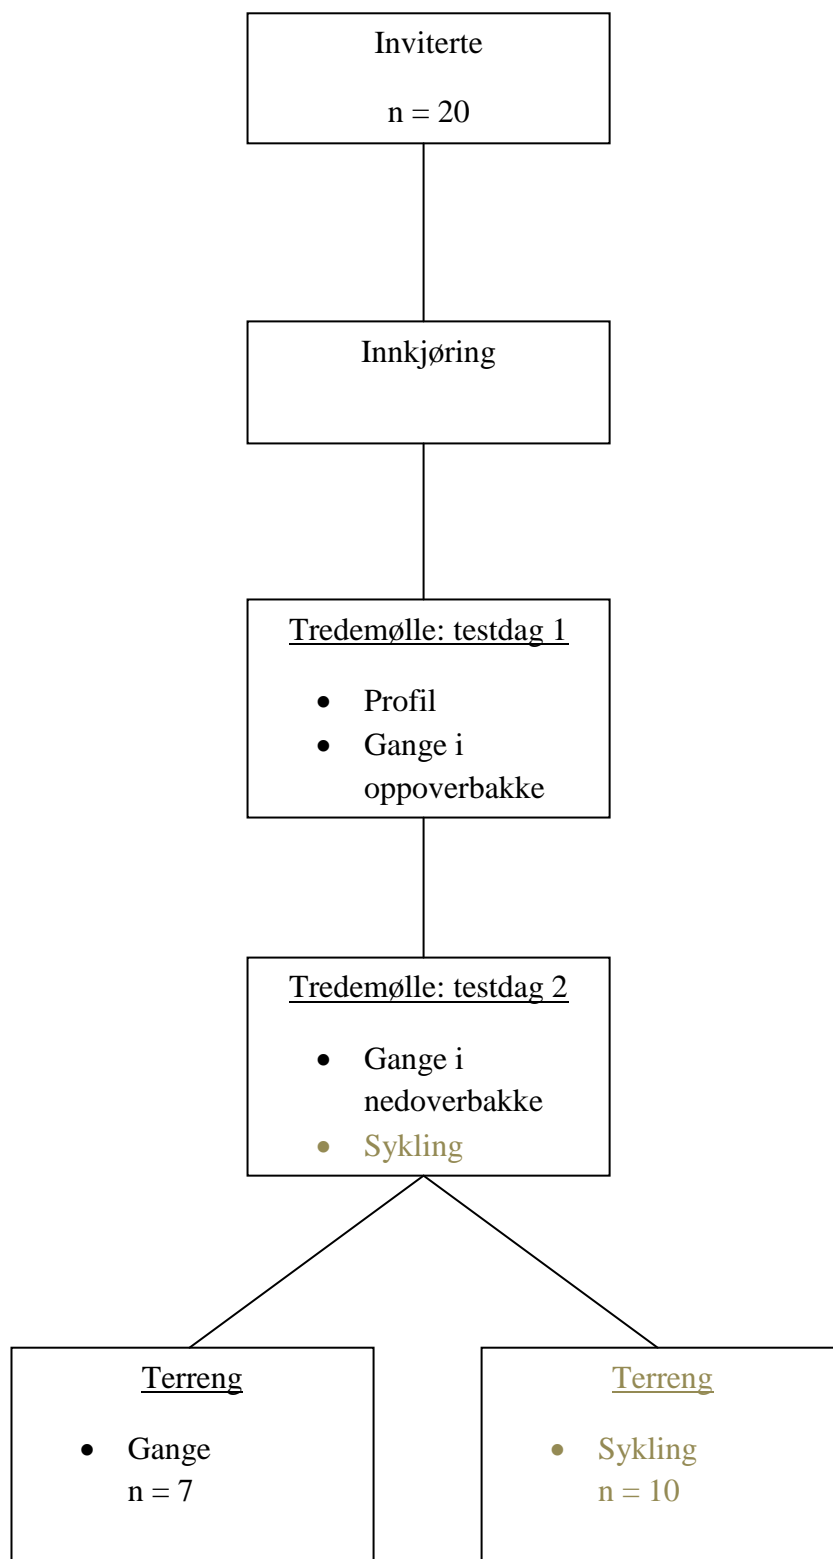 Inviterte
n = 20
Innkjøring
Tredemølle: testdag 1
• Profil
• Gange i
oppoverbakke
Tredemølle: testdag 2
• Gange i
nedoverbakke
• Sykling
Terreng
• Gange
n = 7
Terreng
• Sykling
n = 10